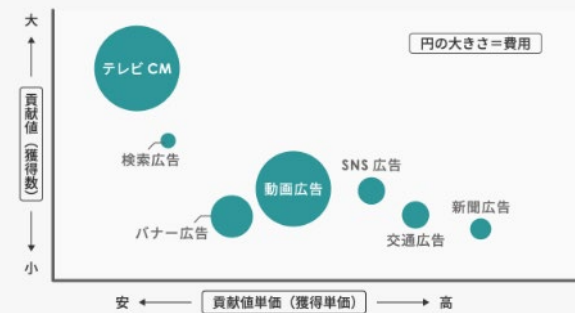 大
円の大きさ＝費用
テレビ CM
貢献値（獲得数）
検索広告
SNS 広告
動画広告
新聞広告
バナー広告
交通広告
小
安
貢献値単価（獲得単価）
高